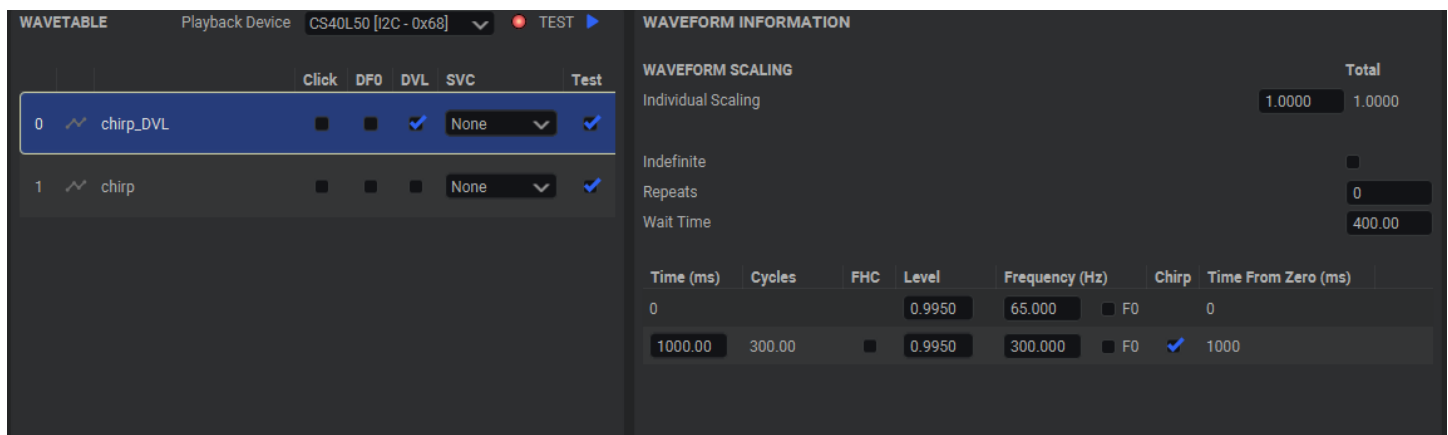 WAVETABLE Playback Device CS40L50 [I2C - 0x68] TEST
Click DF0 DVL SVC Test
0 chirp_DVL None
1 chirp None
WAVEFORM INFORMATION
WAVEFORM SCALING Total
Individual Scaling 1.0000 1.0000
Indefinite
Repeats 0
Wait Time 400.00
Time (ms) Cycles FHC Level Frequency (Hz) Chirp Time From Zero (ms)
0 0.9950 65.000 F0 0
1000.00 300.00 0.9950 300.000 F0 1000